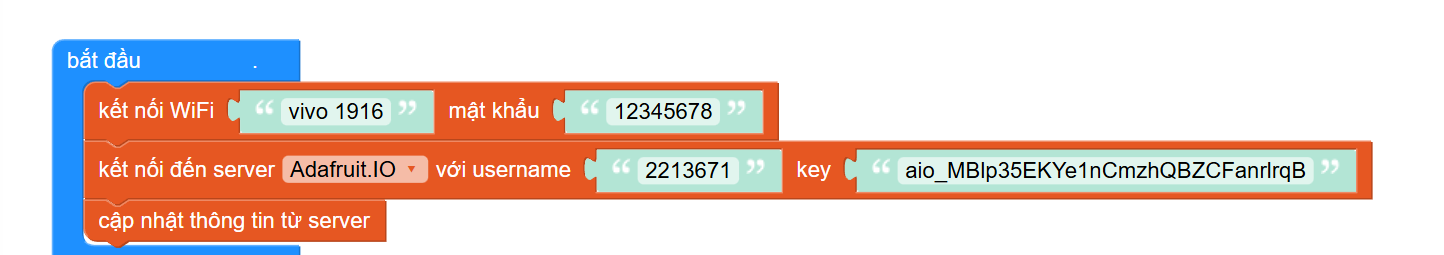 bắt đầu .
kết nối WiFi “ vivo 1916 ” mật khẩu “ 12345678 ”
kết nối đến server Adafruit.IO với username “ 2213671 ” key “ aio_MBlp35EKYe1nCmzhQBZCFanrlrqB ”
cập nhật thông tin từ server